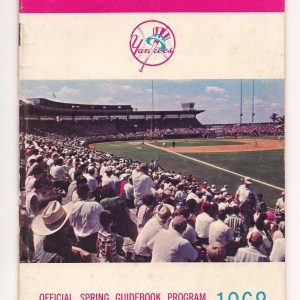 Yankees
OFFICIAL SPRING GUIDEBOOK PROGRAM 1968